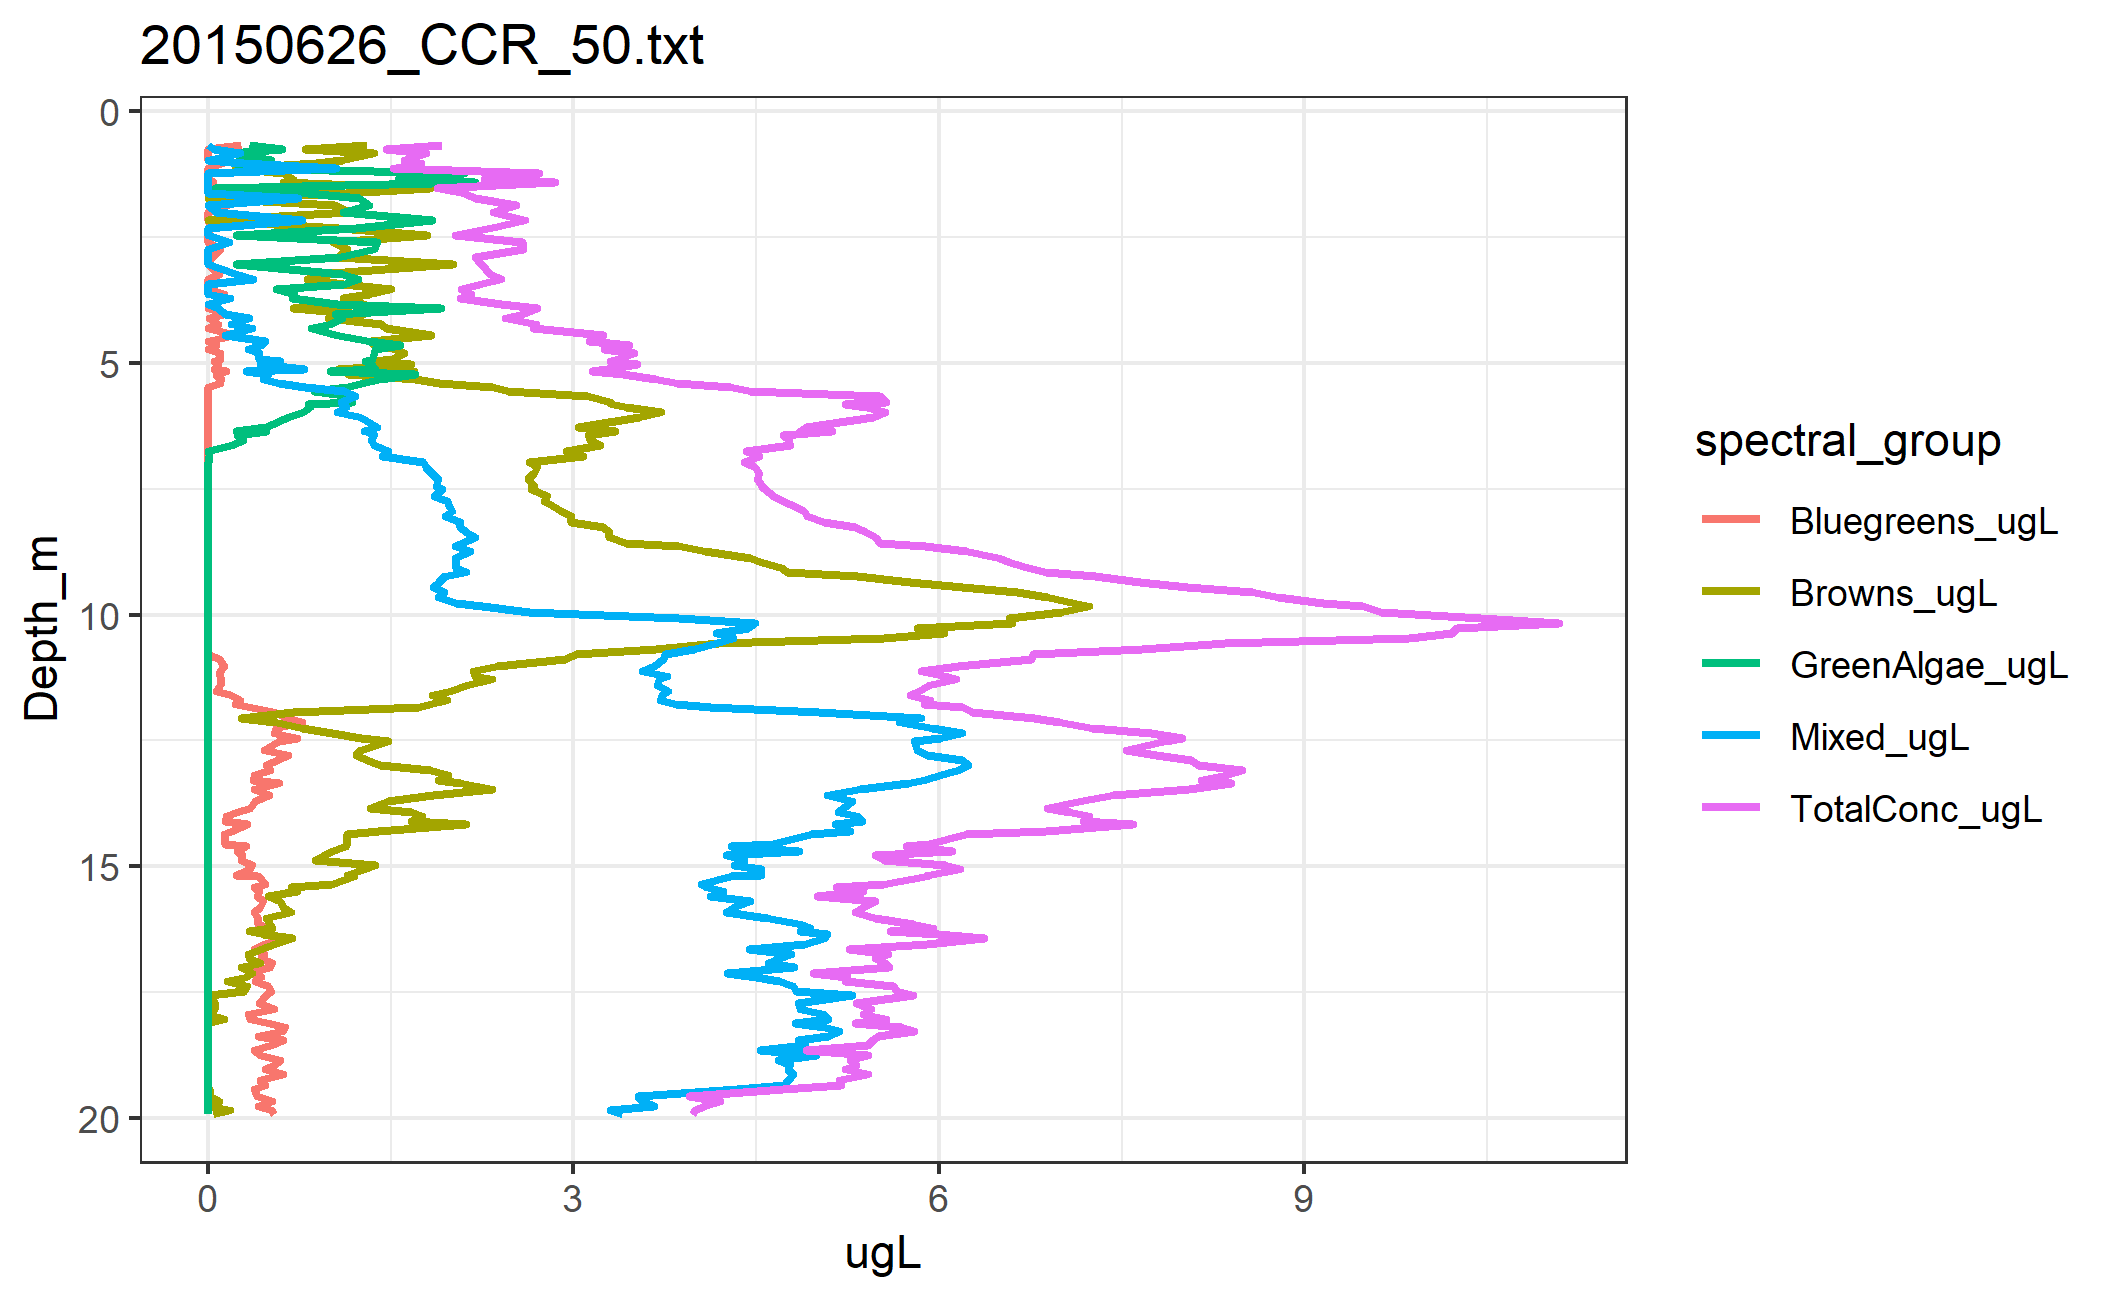 20150626_CCR_50.txt
0
5
10
15
20
Depth_m
0 3 6 9
ugL
spectral_group
Bluegreens_ugL
Browns_ugL
GreenAlgae_ugL
Mixed_ugL
TotalConc_ugL